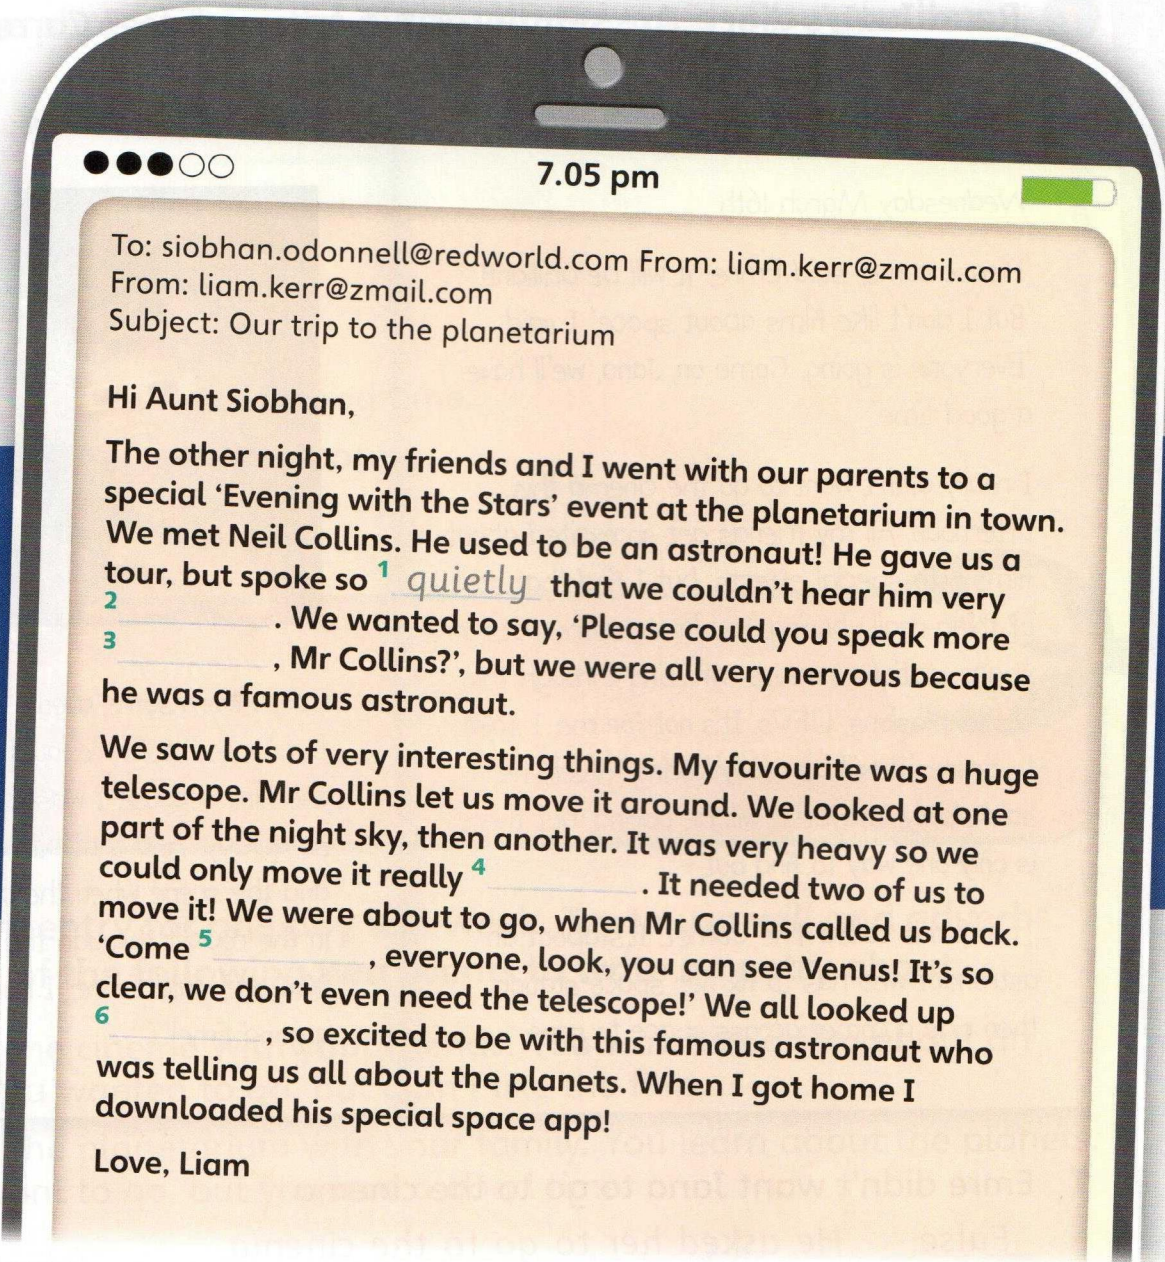 7.05 pm
To: siobhan.odonnell@redworld.com From: liam.kerr@zmail.com
From: liam.kerr@zmail.com
Subject: Our trip to the planetarium
Hi Aunt Siobhan,
The other night, my friends and I went with our parents to a
special ‘Evening with the Stars’ event at the planetarium in town.
We met Neil Collins. He used to be an astronaut! He gave us a
tour, but spoke so 1 quietly that we couldn’t hear him very
2 . We wanted to say, ‘Please could you speak more
3 , Mr Collins?’, but we were all very nervous because
he was a famous astronaut.
We saw lots of very interesting things. My favourite was a huge
telescope. Mr Collins let us move it around. We looked at one
part of the night sky, then another. It was very heavy so we
could only move it really 4 . It needed two of us to
move it! We were about to go, when Mr Collins called us back.
‘Come 5 , everyone, look, you can see Venus! It’s so
clear, we don’t even need the telescope!’ We all looked up
6 , so excited to be with this famous astronaut who
was telling us all about the planets. When I got home I
downloaded his special space app!
Love, Liam